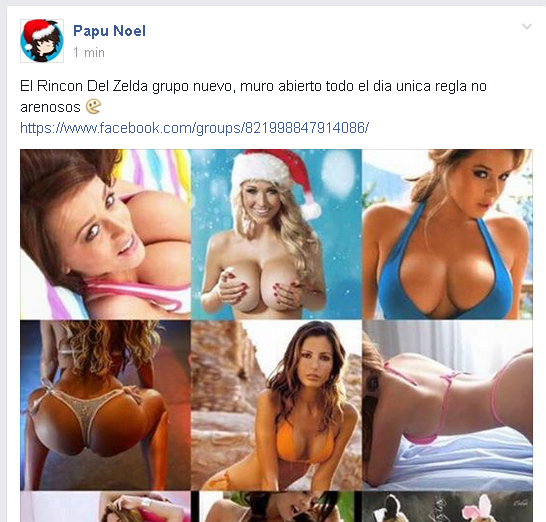 Papu Noel
1 min
El Rincon Del Zelda grupo nuevo, muro abierto todo el dia unica regla no
arenosos
https://www.facebook.com/groups/821998847914086/